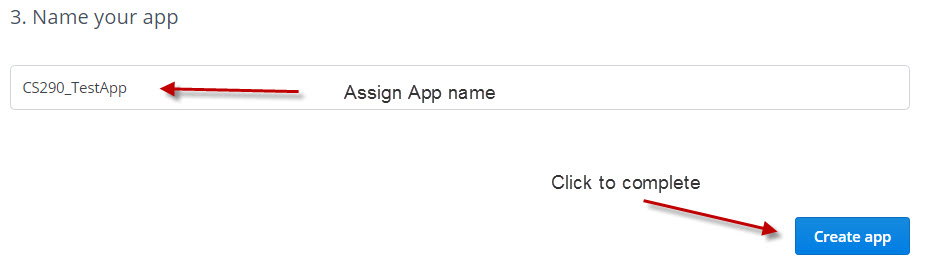 3. Name your app
CS290_TestApp
Assign App name
Click to complete
Create app